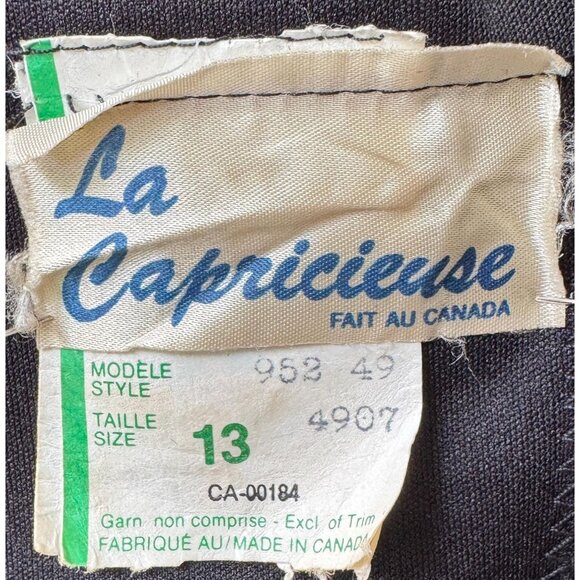 La
Capricieuse
FAIT AU CANADA
MODÈLE 952 49
STYLE
TAILLE 4907
SIZE 13
CA-00184
Garn non comprise - Excl of Trim
FABRIQUÉ AU/MADE IN CANADA